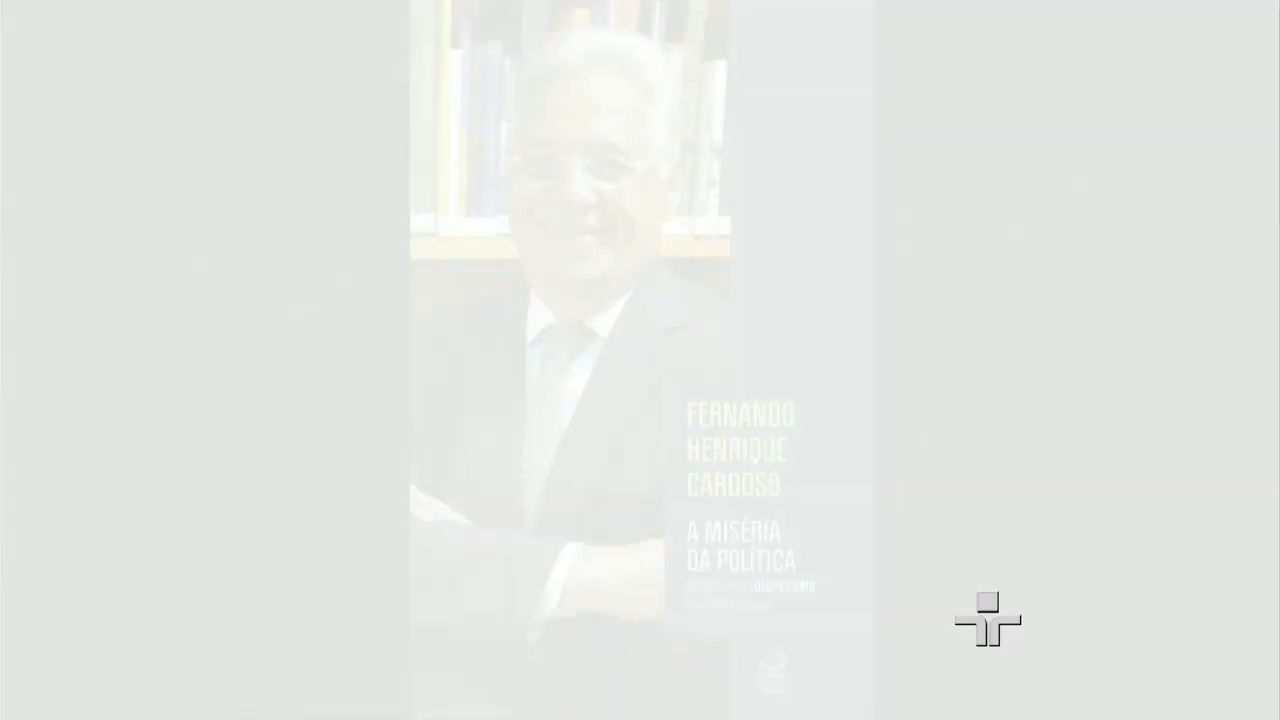 FERNANDO
HENRIQUE
CARDOSO
A MISÉRIA
DA POLÍTICA